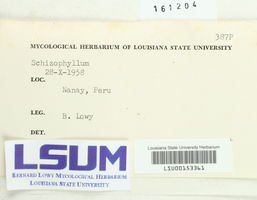 161204
387P
MYCOLOGICAL HERBARIUM OF LOUISIANA STATE UNIVERSITY
Schizophyllum
28-X-1958
LOC.
Nanay, Peru
LEG.
B. Lowy
DET.
LSUM
BERNARD LOWY MYCOLOGICAL HERBARIUM
LOUISIANA STATE UNIVERSITY
Louisiana State University Herbarium
LSU00153361